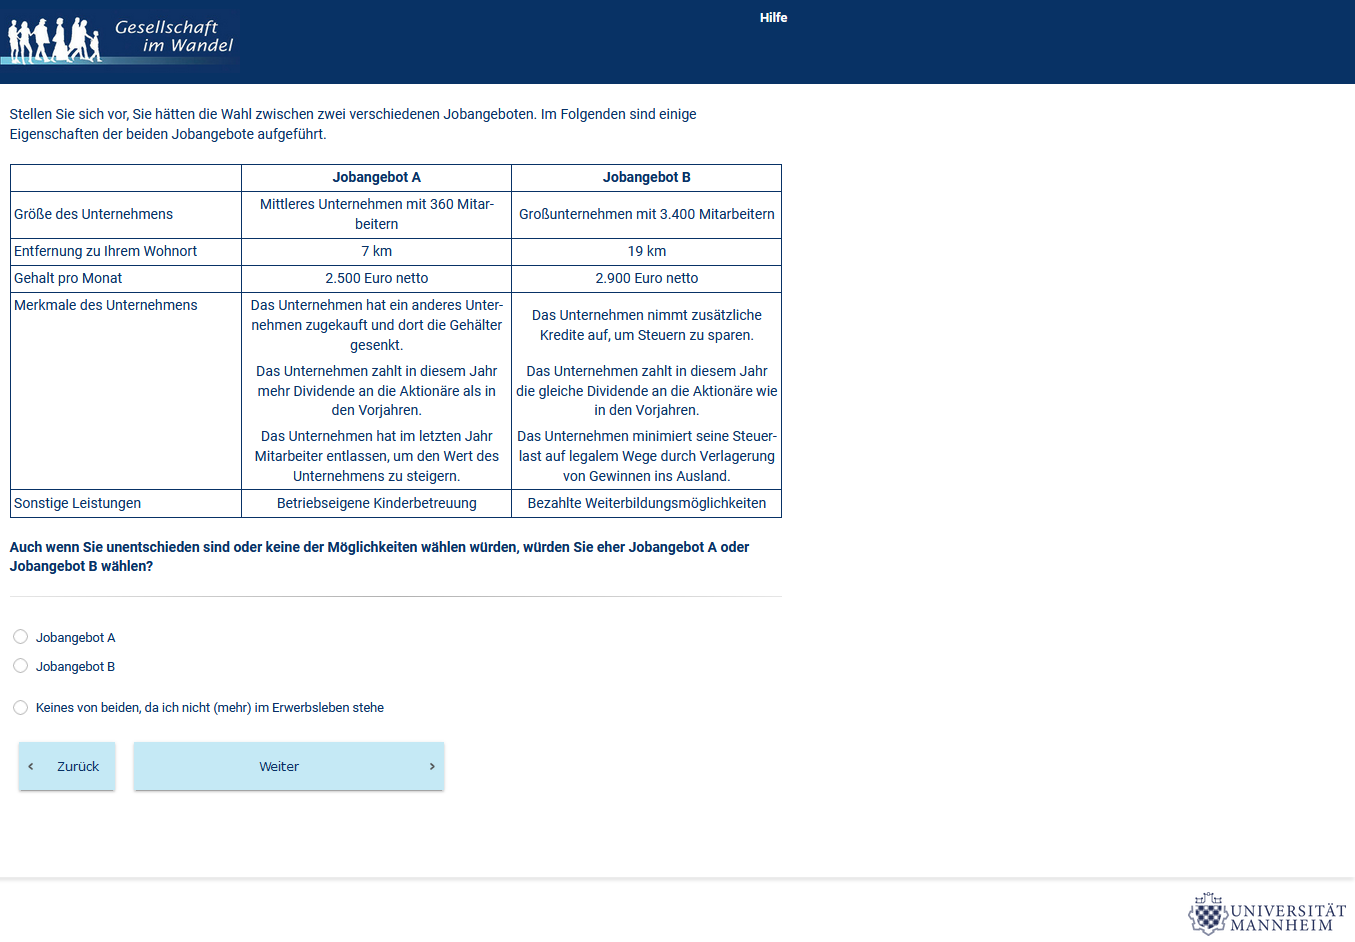 Gesellschaft
im Wandel
Hilfe
Stellen Sie sich vor, Sie hätten die Wahl zwischen zwei verschiedenen Jobangeboten. Im Folgenden sind einige
Eigenschaften der beiden Jobangebote aufgeführt.
Jobangebot A
Jobangebot B
Größe des Unternehmens
Mittleres Unternehmen mit 360 Mitar-
beitern
Großunternehmen mit 3.400 Mitarbeitern
Entfernung zu Ihrem Wohnort
7 km
19 km
Gehalt pro Monat
2.500 Euro netto
2.900 Euro netto
Merkmale des Unternehmens
Das Unternehmen hat ein anderes Unter-
nehmen zugekauft und dort die Gehälter
gesenkt.
Das Unternehmen nimmt zusätzliche
Kredite auf, um Steuern zu sparen.
Das Unternehmen zahlt in diesem Jahr
mehr Dividende an die Aktionäre als in
den Vorjahren.
Das Unternehmen zahlt in diesem Jahr
die gleiche Dividende an die Aktionäre wie
in den Vorjahren.
Das Unternehmen hat im letzten Jahr
Mitarbeiter entlassen, um den Wert des
Unternehmens zu steigern.
Das Unternehmen minimiert seine Steuer-
last auf legalem Wege durch Verlagerung
von Gewinnen ins Ausland.
Sonstige Leistungen
Betriebseigene Kinderbetreuung
Bezahlte Weiterbildungsmöglichkeiten
Auch wenn Sie unentschieden sind oder keine der Möglichkeiten wählen würden, würden Sie eher Jobangebot A oder
Jobangebot B wählen?
Jobangebot A
Jobangebot B
Keines von beiden, da ich nicht (mehr) im Erwerbsleben stehe
Zurück
Weiter
UNIVERSITÄT
MANNHEIM